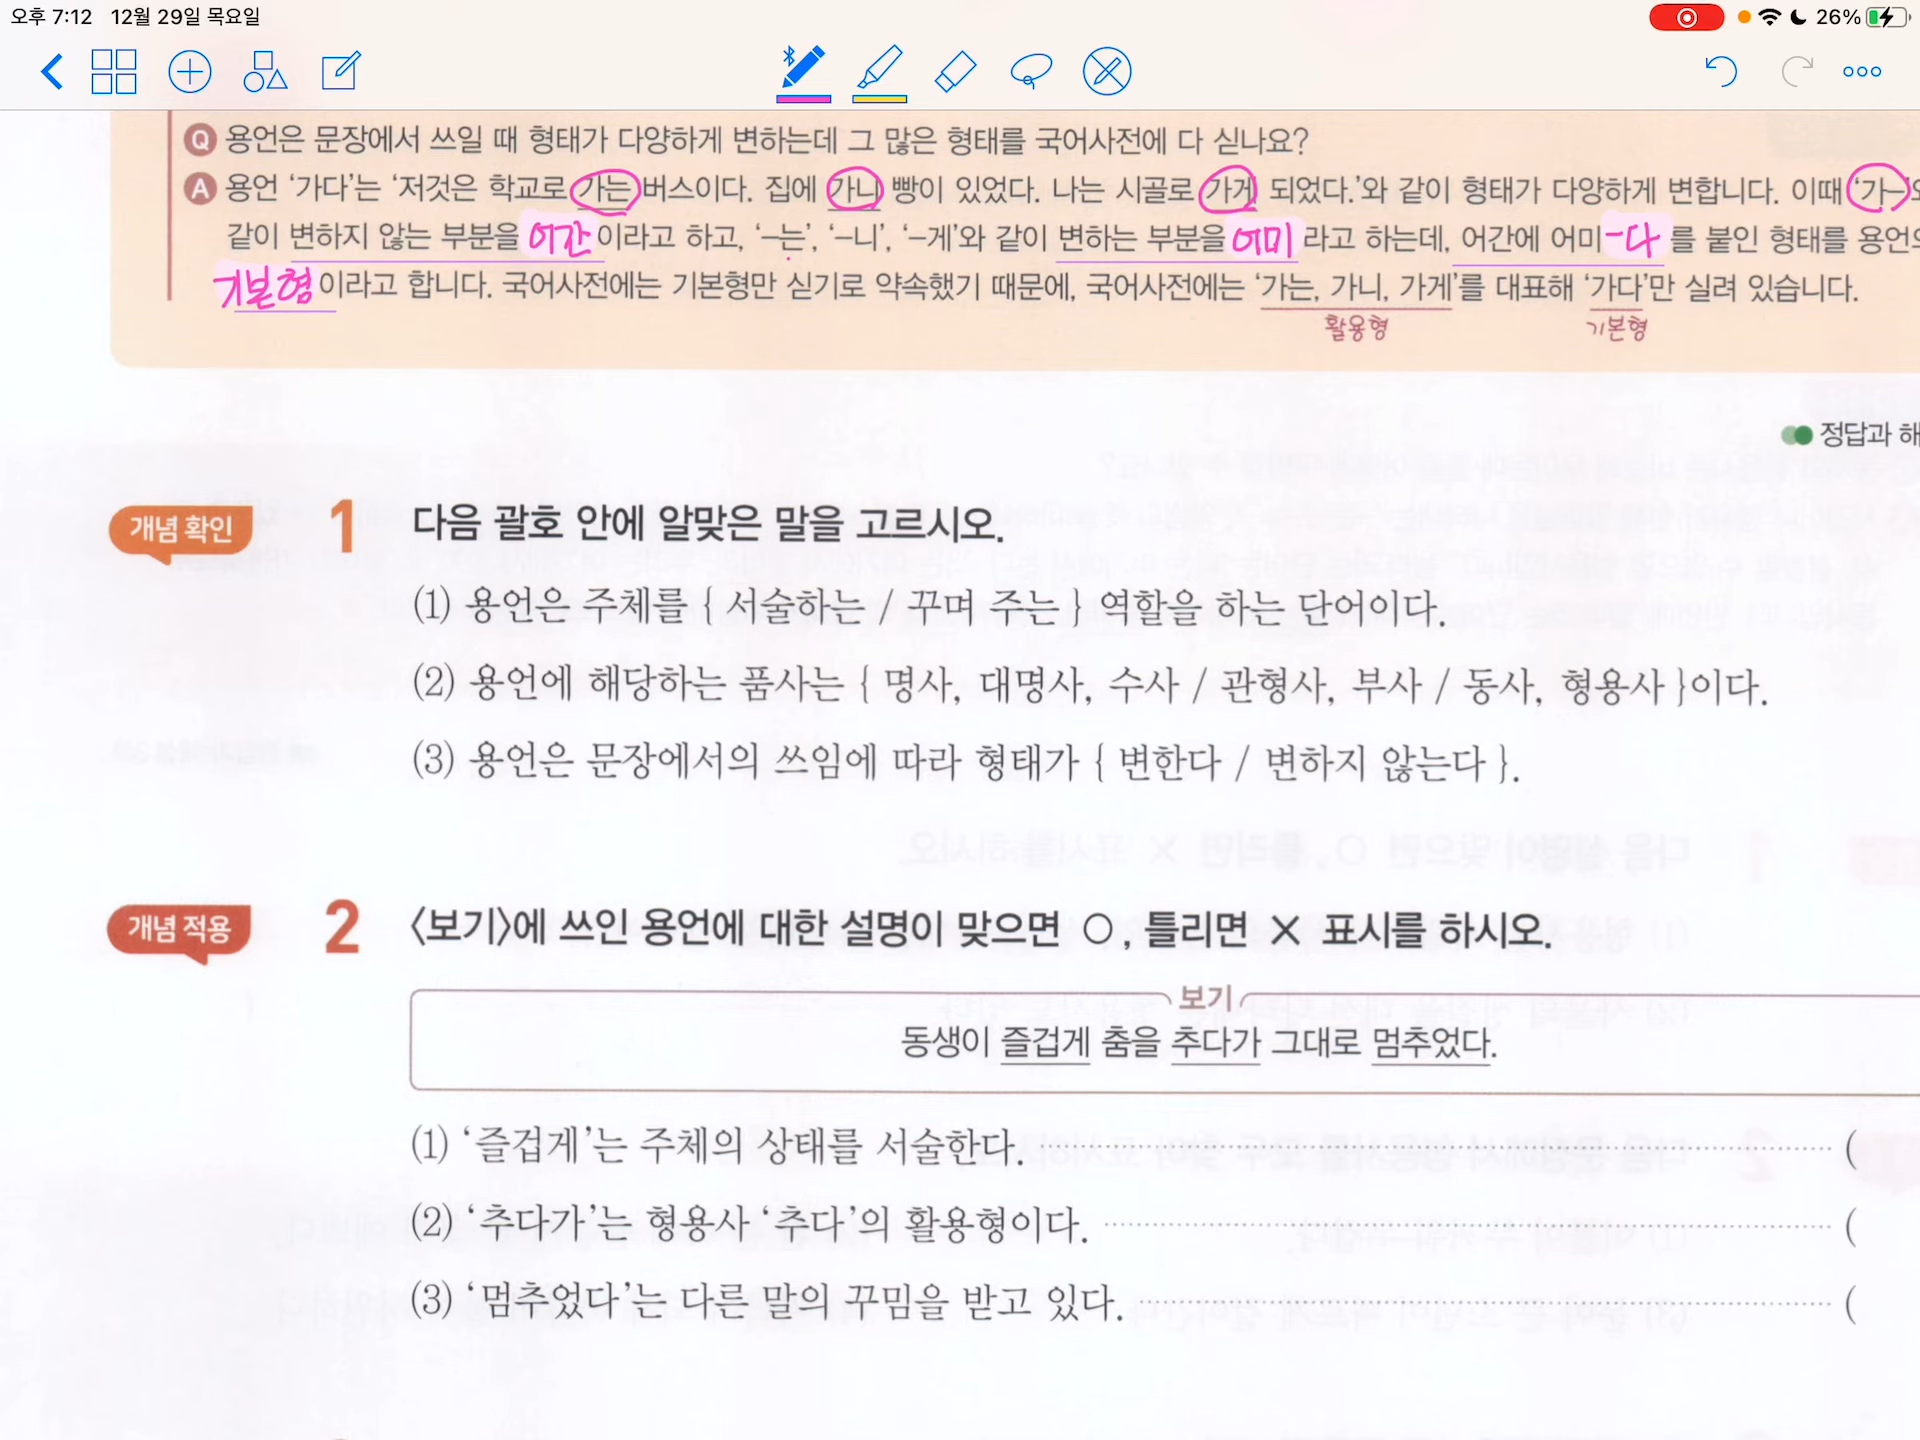 오후 7:12 12월 29일 목요일 26%
Q 용언은 문장에서 쓰일 때 형태가 다양하게 변하는데 그 많은 형태를 국어사전에 다 싣나요?
A 용언 ‘가다’는 ‘저것은 학교로 가는 버스이다. 집에 가니 빵이 있었다. 나는 시골로 가게 되었다.’와 같이 형태가 다양하게 변합니다. 이때 ‘가-’
같이 변하지 않는 부분을 어간 이라고 하고, ‘-는’, ‘-니’, ‘-게’와 같이 변하는 부분을 어미 라고 하는데, 어간에 어미 -다 를 붙인 형태를 용언
기본형 이라고 합니다. 국어사전에는 기본형만 싣기로 약속했기 때문에, 국어사전에는 ‘가는, 가니, 가게’를 대표해 ‘가다’만 실려 있습니다.
활용형 기본형
정답과 해
개념 확인 1 다음 괄호 안에 알맞은 말을 고르시오.
(1) 용언은 주체를 { 서술하는 / 꾸며 주는 } 역할을 하는 단어이다.
(2) 용언에 해당하는 품사는 { 명사, 대명사, 수사 / 관형사, 부사 / 동사, 형용사 }이다.
(3) 용언은 문장에서의 쓰임에 따라 형태가 { 변한다 / 변하지 않는다 }.
개념 적용 2 〈보기〉에 쓰인 용언에 대한 설명이 맞으면 ○, 틀리면 × 표시를 하시오.
보기
동생이 즐겁게 춤을 추다가 그대로 멈추었다.
(1) ‘즐겁게’는 주체의 상태를 서술한다. (
(2) ‘추다가’는 형용사 ‘추다’의 활용형이다. (
(3) ‘멈추었다’는 다른 말의 꾸밈을 받고 있다. (